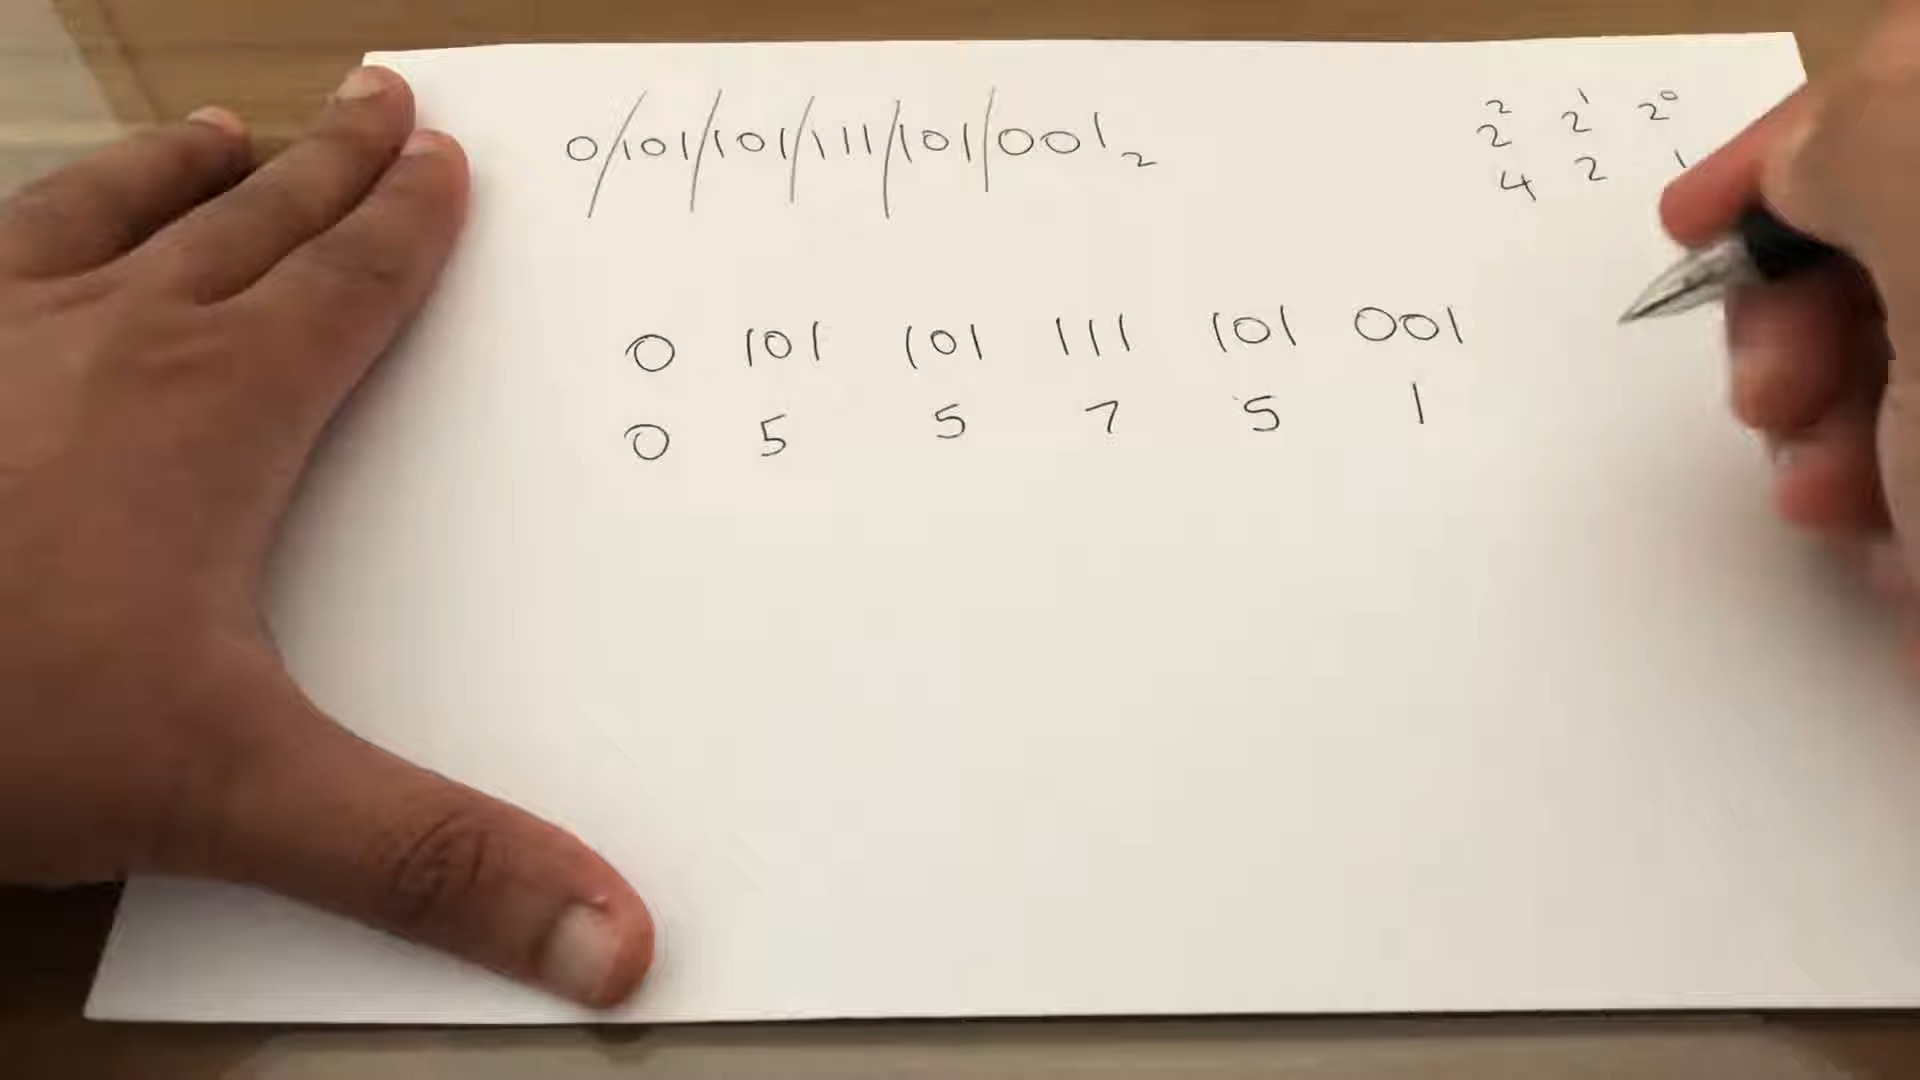 0/101/101/111/101/001₂
2² 2¹ 2⁰
4 2 1
0 101 101 111 101 001
0 5 5 7 5 1